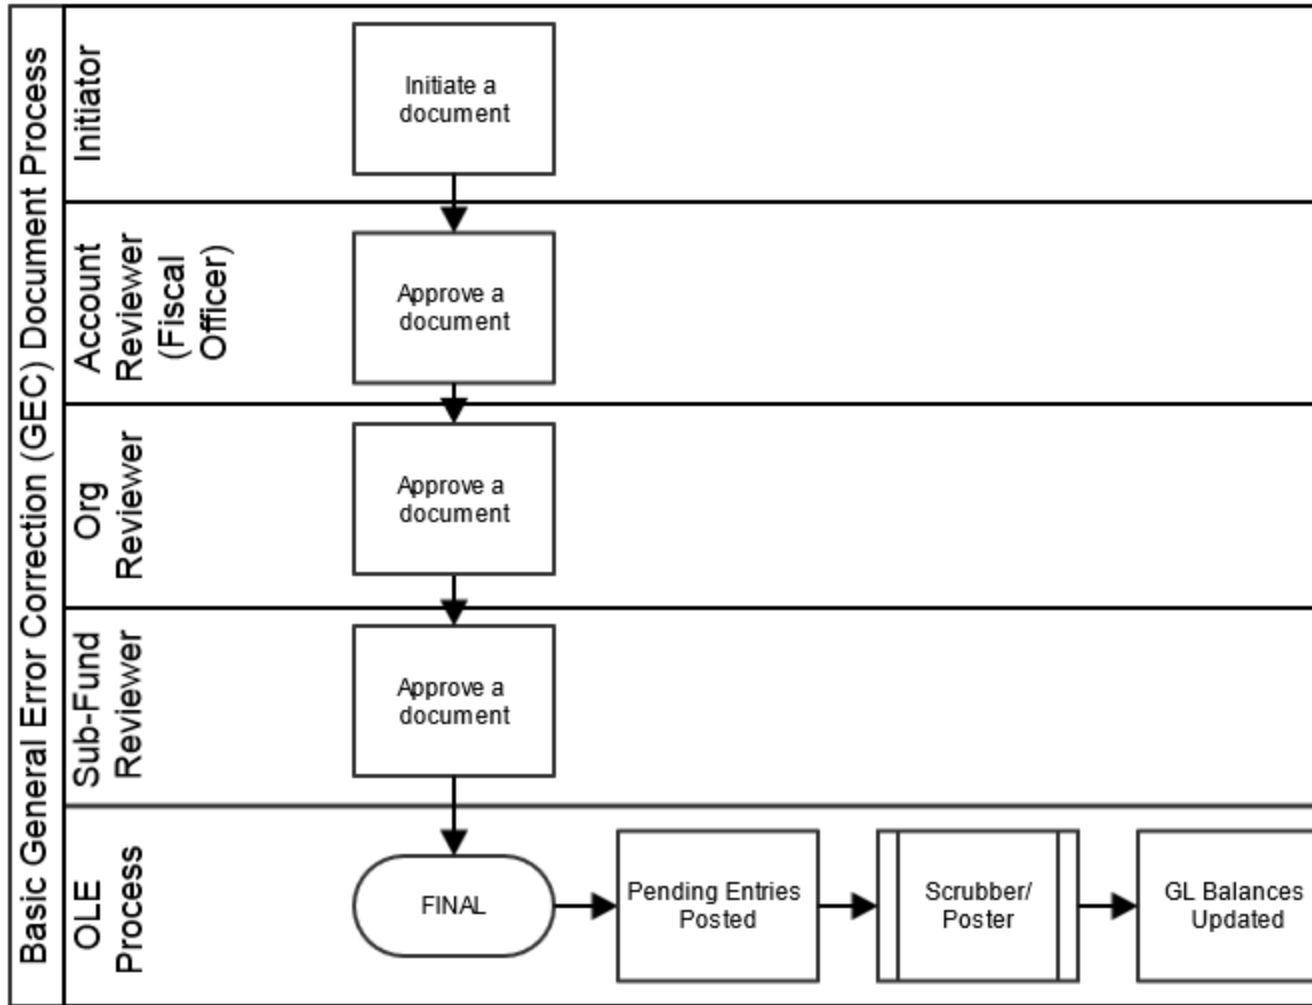 Basic General Error Correction (GEC) Document Process
Initiator
Initiate a
document
Account
Reviewer
(Fiscal
Officer)
Approve a
document
Org
Reviewer
Approve a
document
Sub-Fund
Reviewer
Approve a
document
OLE
Process
FINAL
Pending Entries
Posted
Scrubber/
Poster
GL Balances
Updated